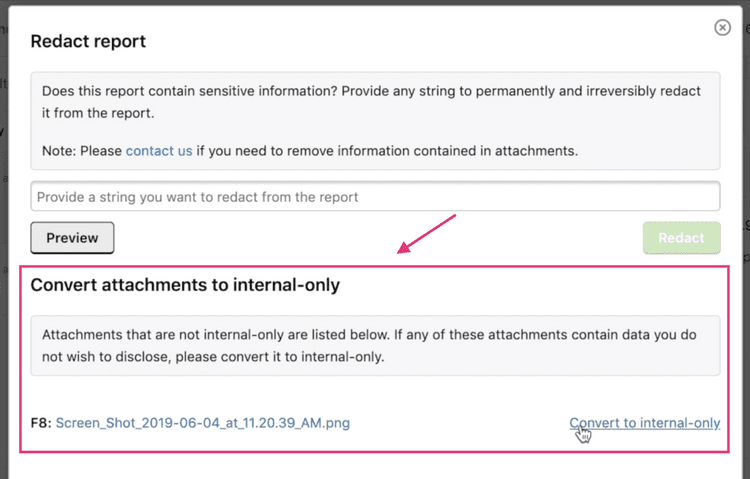 Redact report
Does this report contain sensitive information? Provide any string to permanently and irreversibly redact
it from the report.
Note: Please contact us if you need to remove information contained in attachments.
Provide a string you want to redact from the report
Preview
Redact
Convert attachments to internal-only
Attachments that are not internal-only are listed below. If any of these attachments contain data you do
not wish to disclose, please convert it to internal-only.
F8: Screen_Shot_2019-06-04_at_11.20.39_AM.png
Convert to internal-only